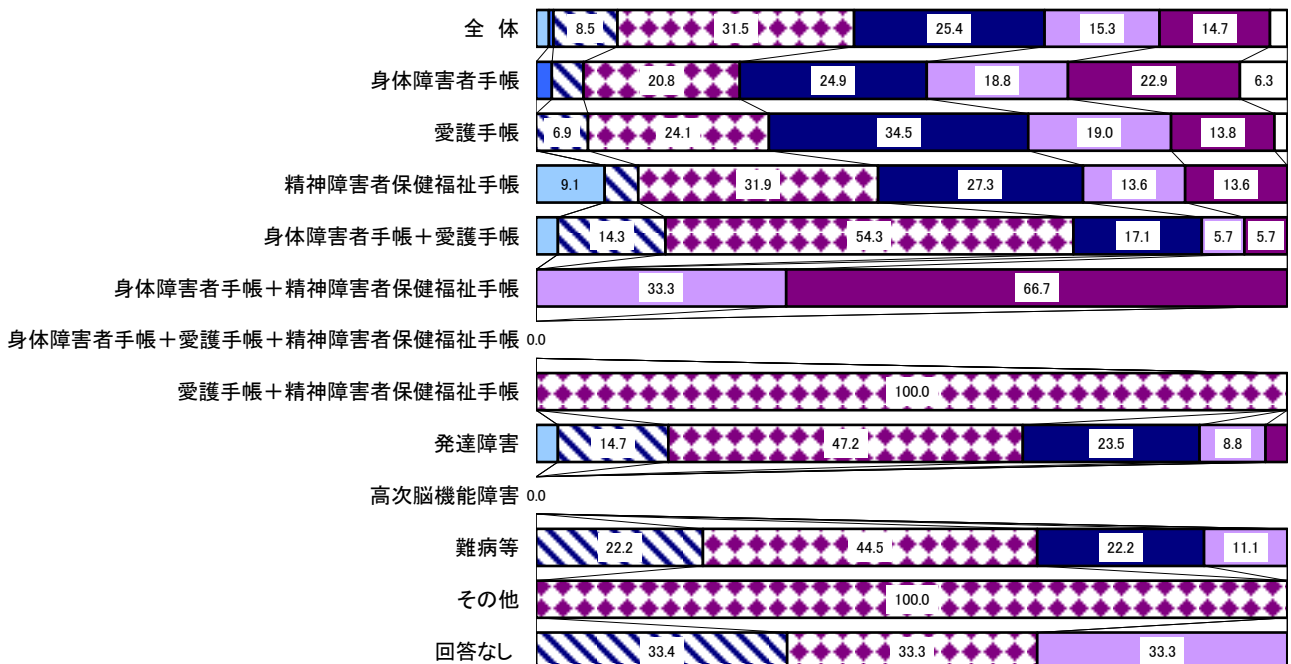 全 体 8.5 31.5 25.4 15.3 14.7
身体障害者手帳 20.8 24.9 18.8 22.9 6.3
愛護手帳 6.9 24.1 34.5 19.0 13.8
精神障害者保健福祉手帳 9.1 31.9 27.3 13.6 13.6
身体障害者手帳＋愛護手帳 14.3 54.3 17.1 5.7 5.7
身体障害者手帳＋精神障害者保健福祉手帳 33.3 66.7
身体障害者手帳＋愛護手帳＋精神障害者保健福祉手帳 0.0
愛護手帳＋精神障害者保健福祉手帳 100.0
発達障害 14.7 47.2 23.5 8.8
高次脳機能障害 0.0
難病等 22.2 44.5 22.2 11.1
その他 100.0
回答なし 33.4 33.3 33.3